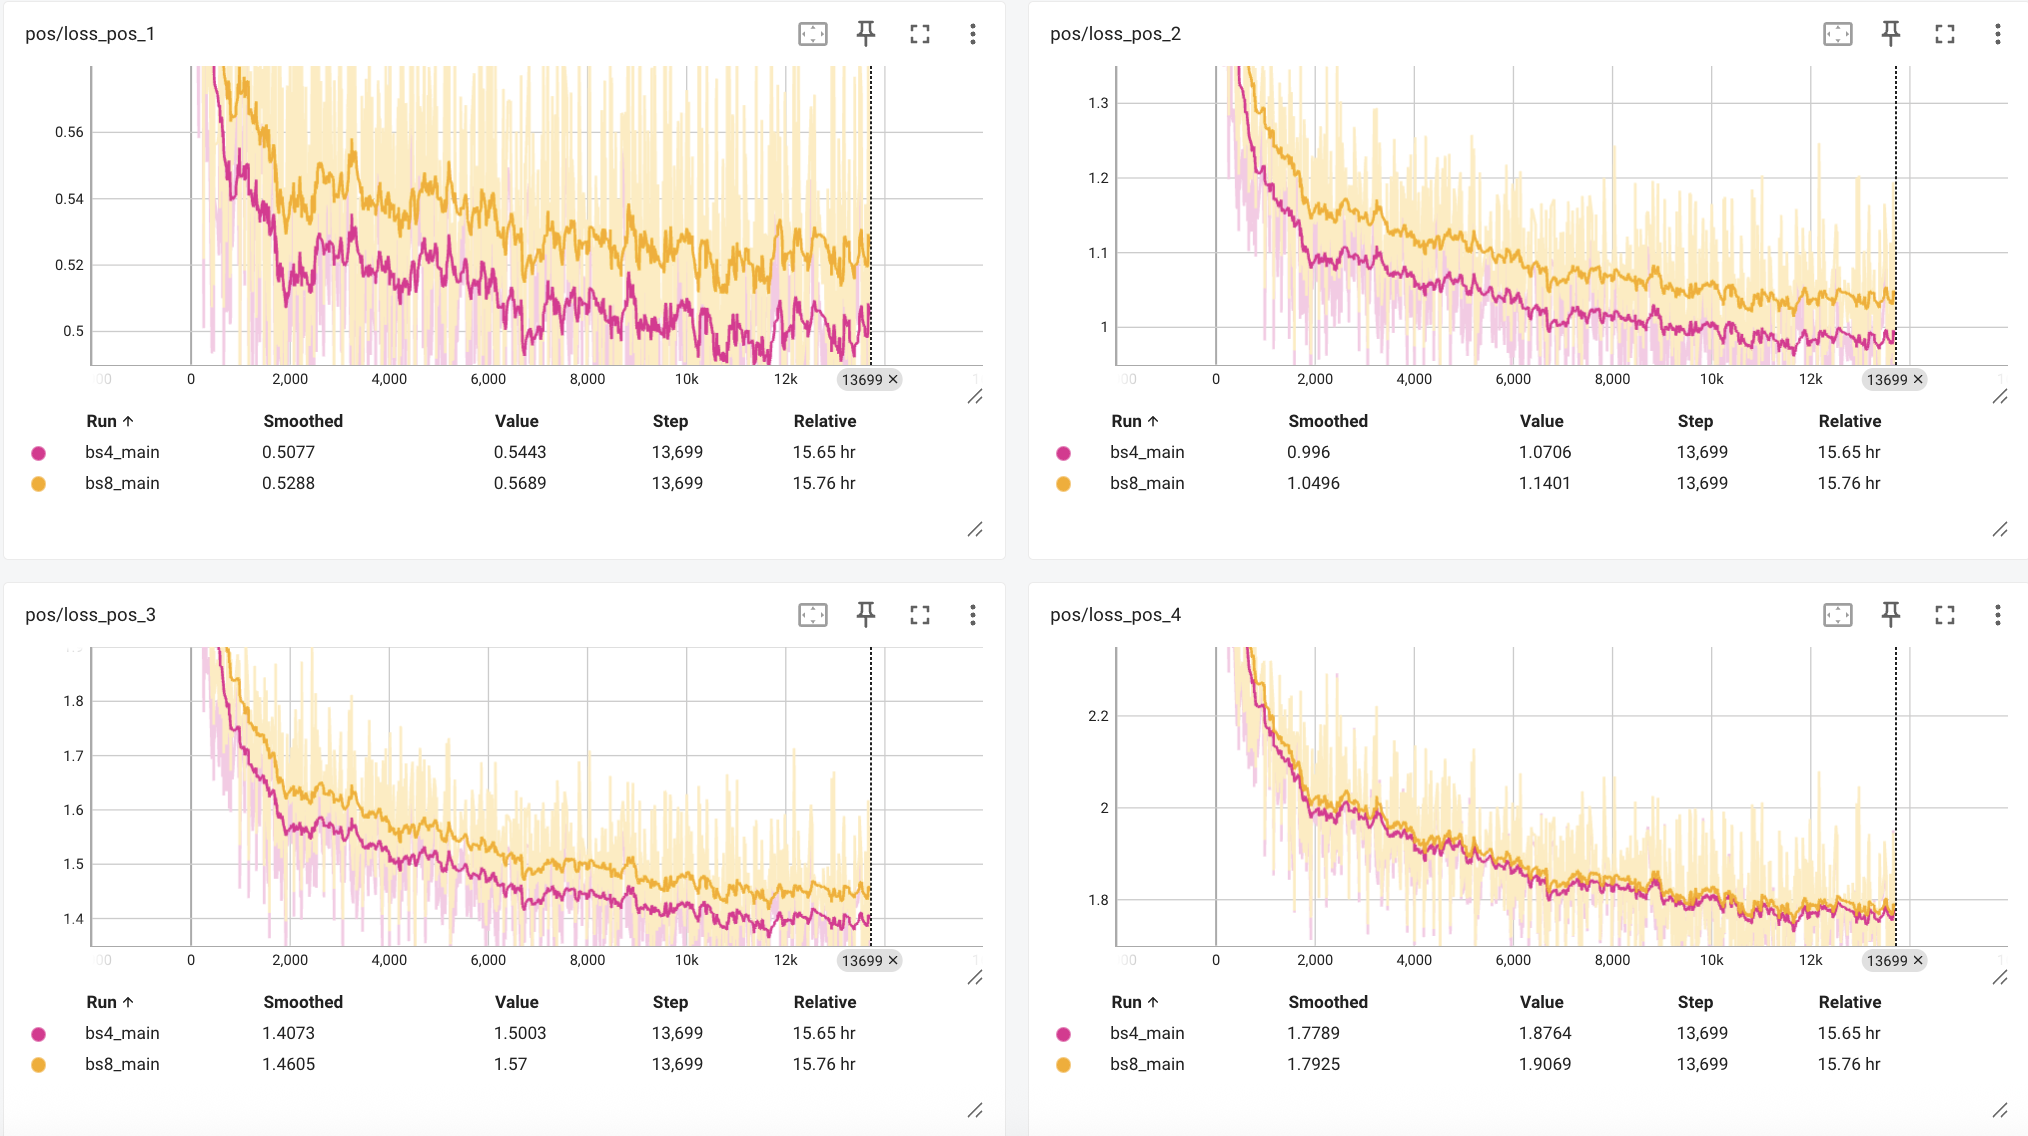 pos/loss_pos_1
0.56
0.54
0.52
0.5
00 0 2,000 4,000 6,000 8,000 10k 12k 13699 × 1
Run ↑ Smoothed Value Step Relative
bs4_main 0.5077 0.5443 13,699 15.65 hr
bs8_main 0.5288 0.5689 13,699 15.76 hr
pos/loss_pos_2
1.3
1.2
1.1
1
00 0 2,000 4,000 6,000 8,000 10k 12k 13699 × 1
Run ↑ Smoothed Value Step Relative
bs4_main 0.996 1.0706 13,699 15.65 hr
bs8_main 1.0496 1.1401 13,699 15.76 hr
pos/loss_pos_3
1.8
1.7
1.6
1.5
1.4
00 0 2,000 4,000 6,000 8,000 10k 12k 13699 × 1
Run ↑ Smoothed Value Step Relative
bs4_main 1.4073 1.5003 13,699 15.65 hr
bs8_main 1.4605 1.57 13,699 15.76 hr
pos/loss_pos_4
2.2
2
1.8
00 0 2,000 4,000 6,000 8,000 10k 12k 13699 × 1
Run ↑ Smoothed Value Step Relative
bs4_main 1.7789 1.8764 13,699 15.65 hr
bs8_main 1.7925 1.9069 13,699 15.76 hr